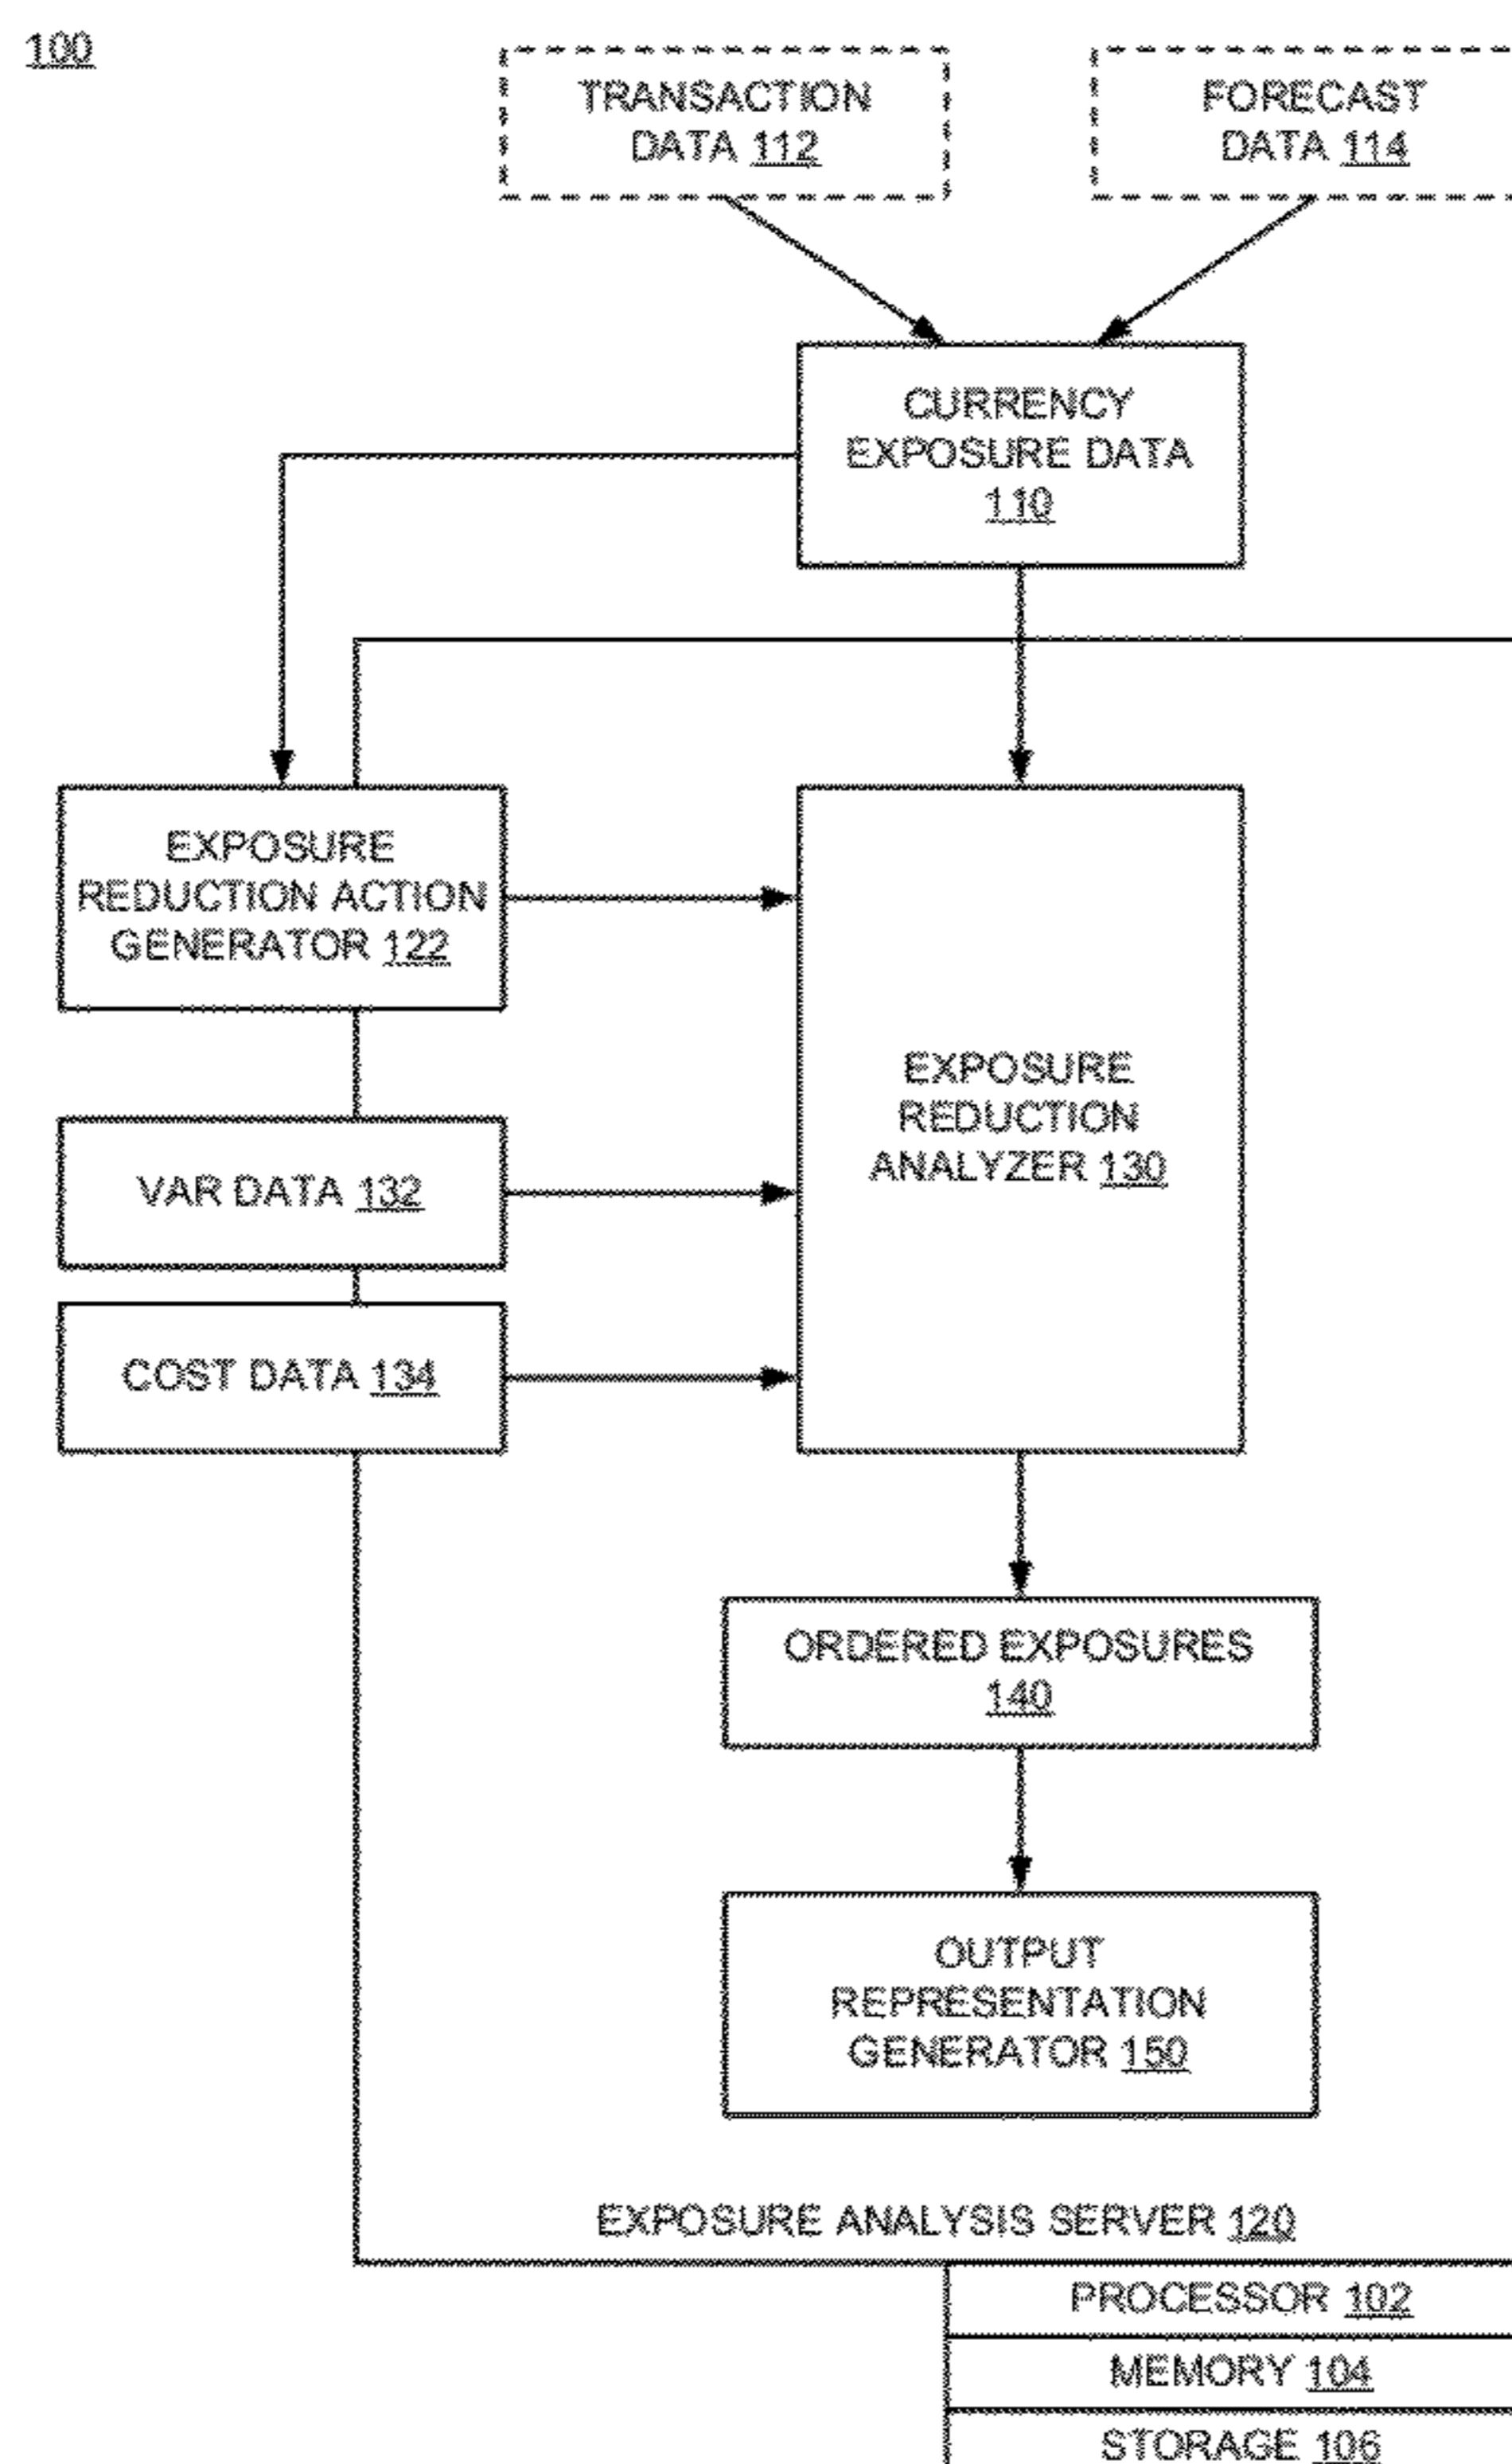 100
TRANSACTION
DATA 112
FORECAST
DATA 114
CURRENCY
EXPOSURE DATA
110
EXPOSURE
REDUCTION ACTION
GENERATOR 122
EXPOSURE
REDUCTION
ANALYZER 130
VAR DATA 132
COST DATA 134
ORDERED EXPOSURES
140
OUTPUT
REPRESENTATION
GENERATOR 150
EXPOSURE ANALYSIS SERVER 120
PROCESSOR 102
MEMORY 104
STORAGE 106